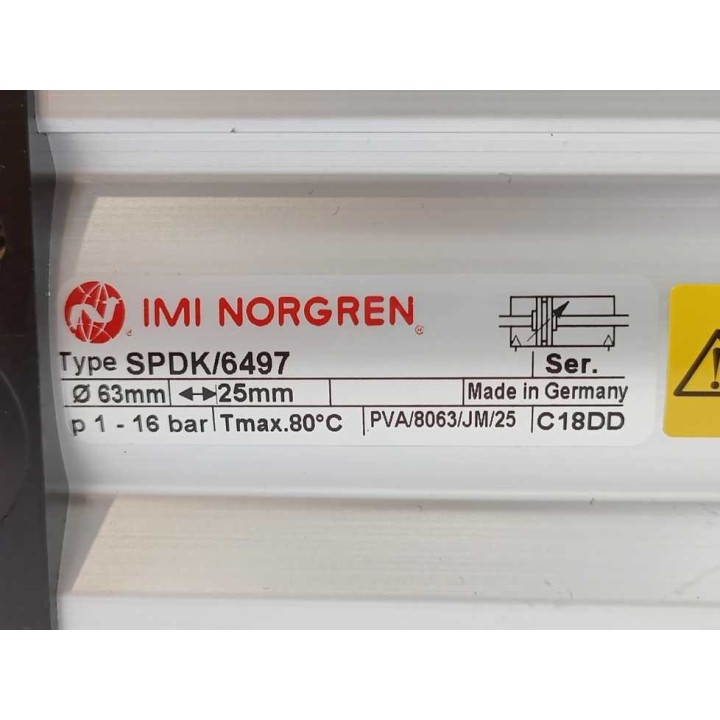 IMI NORGREN®
®
Type SPDK/6497 Ser.
Ø 63mm ◄-► 25mm Made in Germany
p 1 - 16 bar Tmax.80°C PVA/8063/JM/25 C18DD